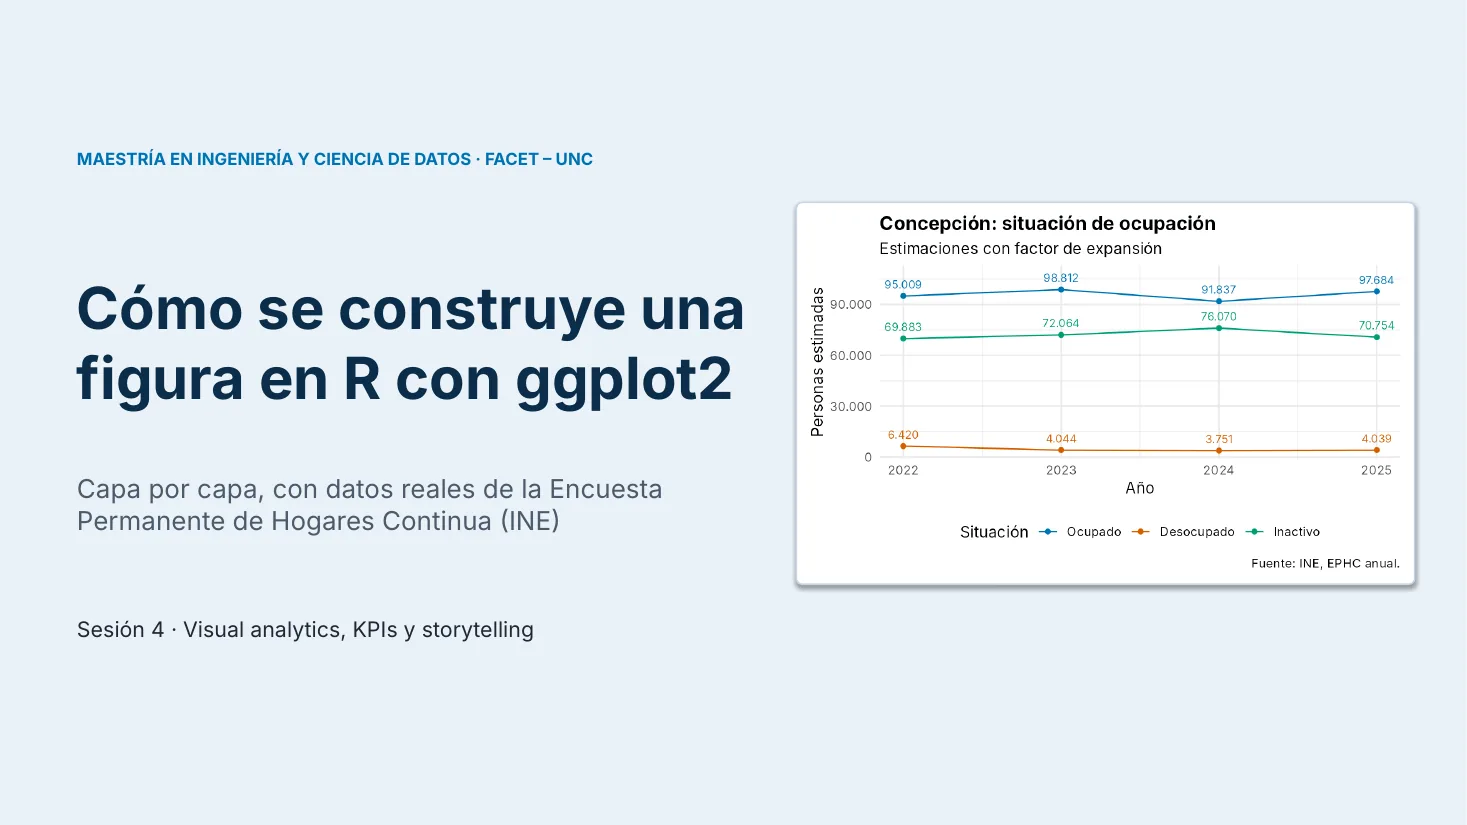 MAESTRÍA EN INGENIERÍA Y CIENCIA DE DATOS · FACET – UNC
Cómo se construye una
figura en R con ggplot2
Capa por capa, con datos reales de la Encuesta
Permanente de Hogares Continua (INE)
Sesión 4 · Visual analytics, KPIs y storytelling
Concepción: situación de ocupación
Estimaciones con factor de expansión
Personas estimadas
90.000
60.000
30.000
0
95.009
98.812
91.837
97.684
69.883
72.064
76.070
70.754
6.420
4.044
3.751
4.039
2022
2023
2024
2025
Año
Situación Ocupado Desocupado Inactivo
Fuente: INE, EPHC anual.